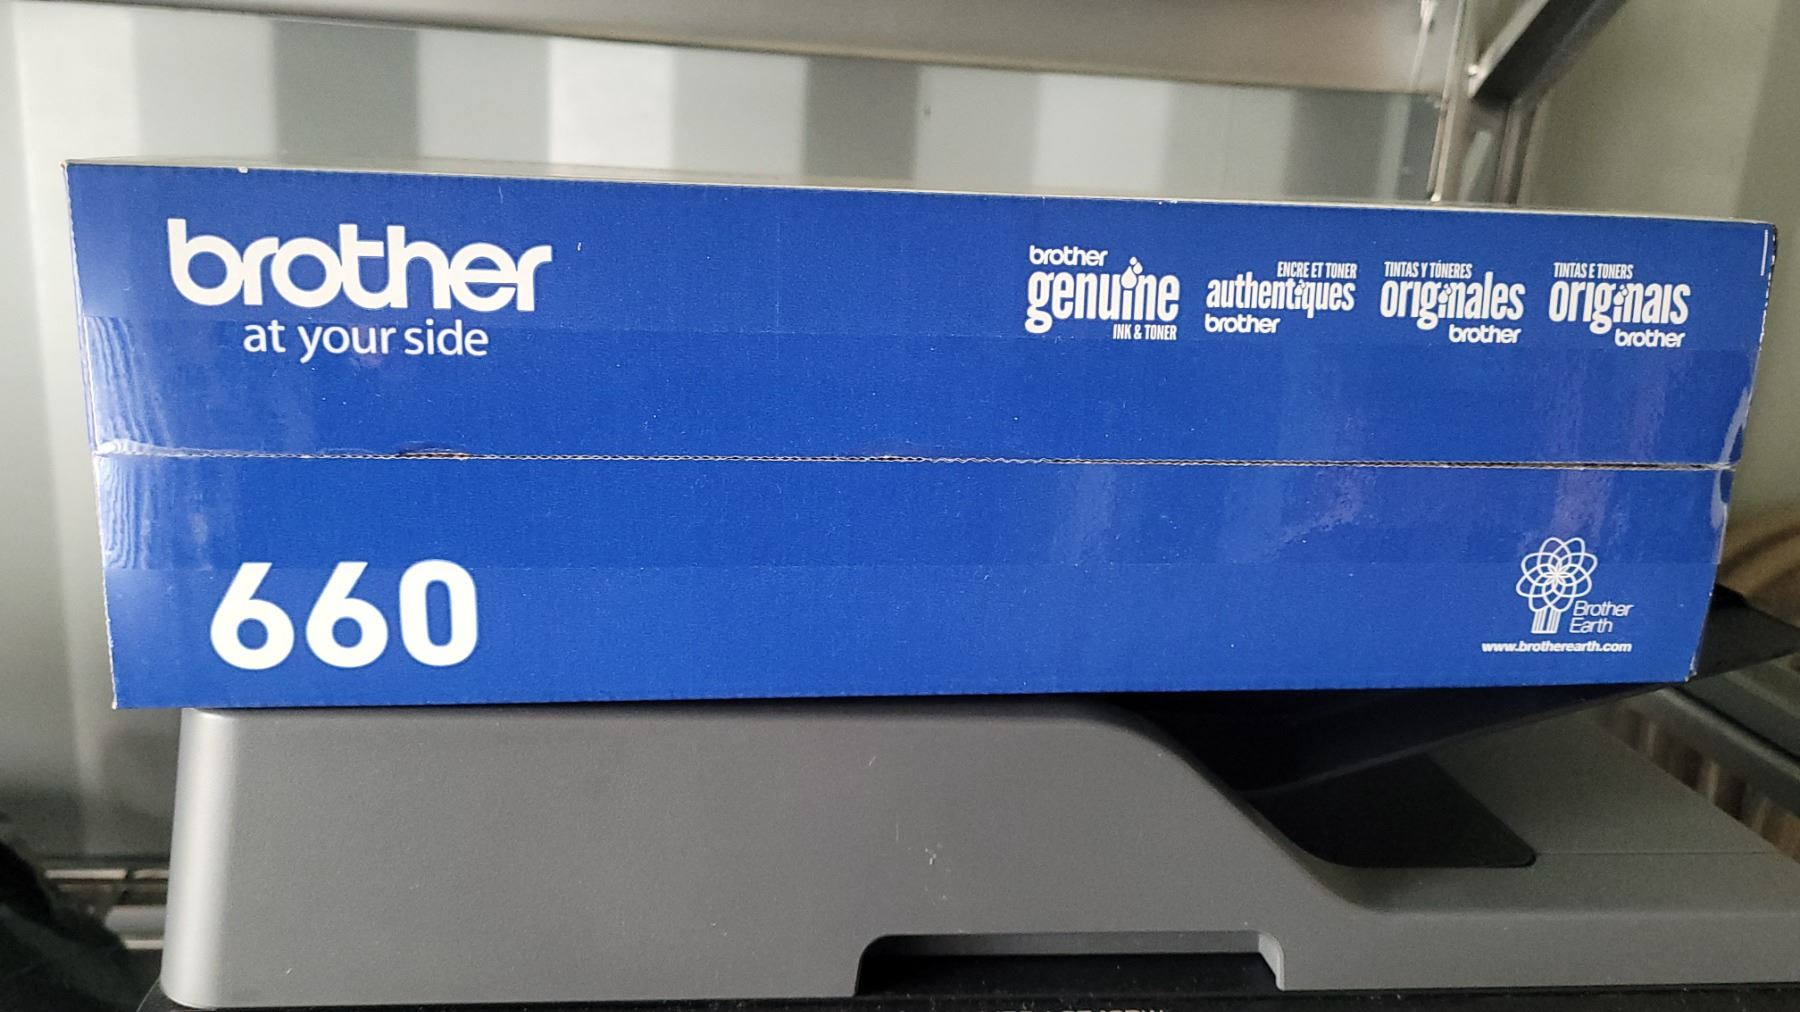 brother
at your side
brother
genuine
INK & TONER
ENCRE ET TONER
authentiques
brother
TINTAS Y TÓNERES
originales
brother
TINTAS E TONERS
originais
brother
660
Brother
Earth
www.brotherearth.com